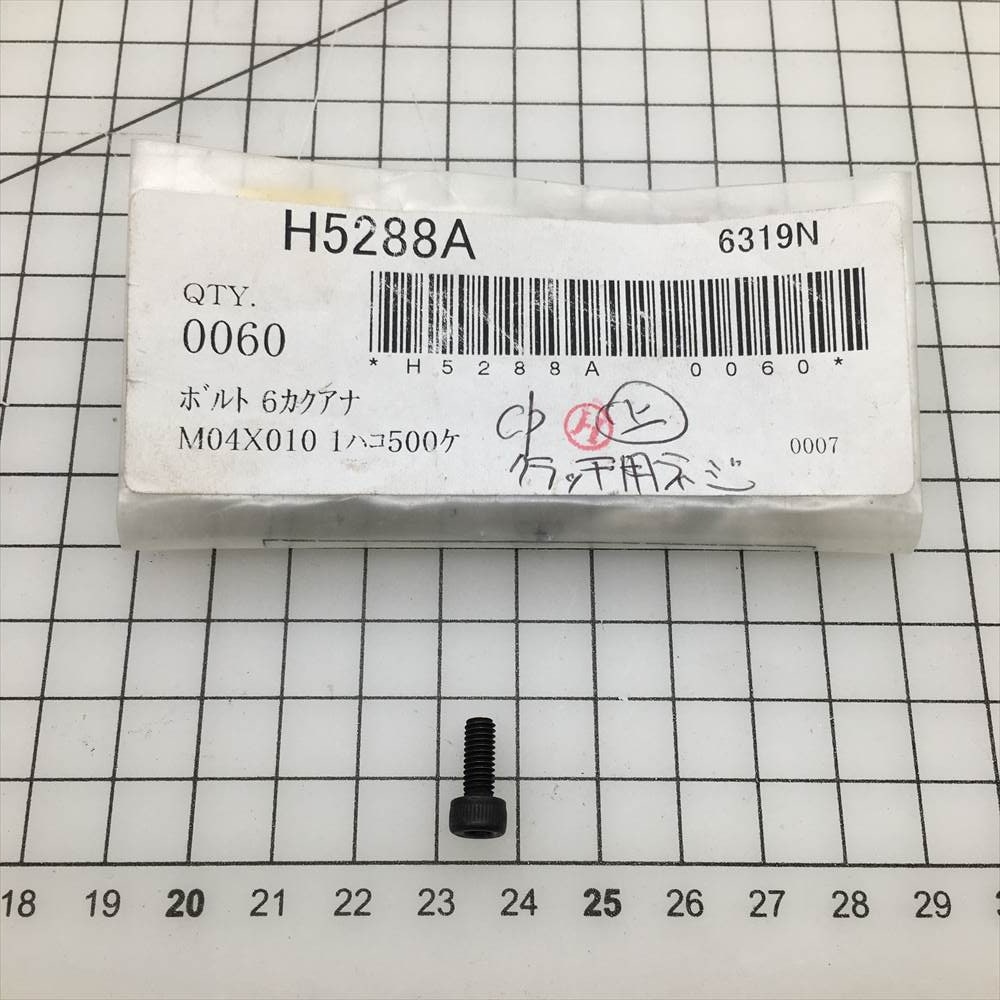 H5288A 6319N
QTY.
0060
*H5288A 0060*
ボルト 6カクアナ
M04X010 1ハコ500ケ
中 上
クラッチ用ネジ
0007
18 19 20 21 22 23 24 25 26 27 28 29